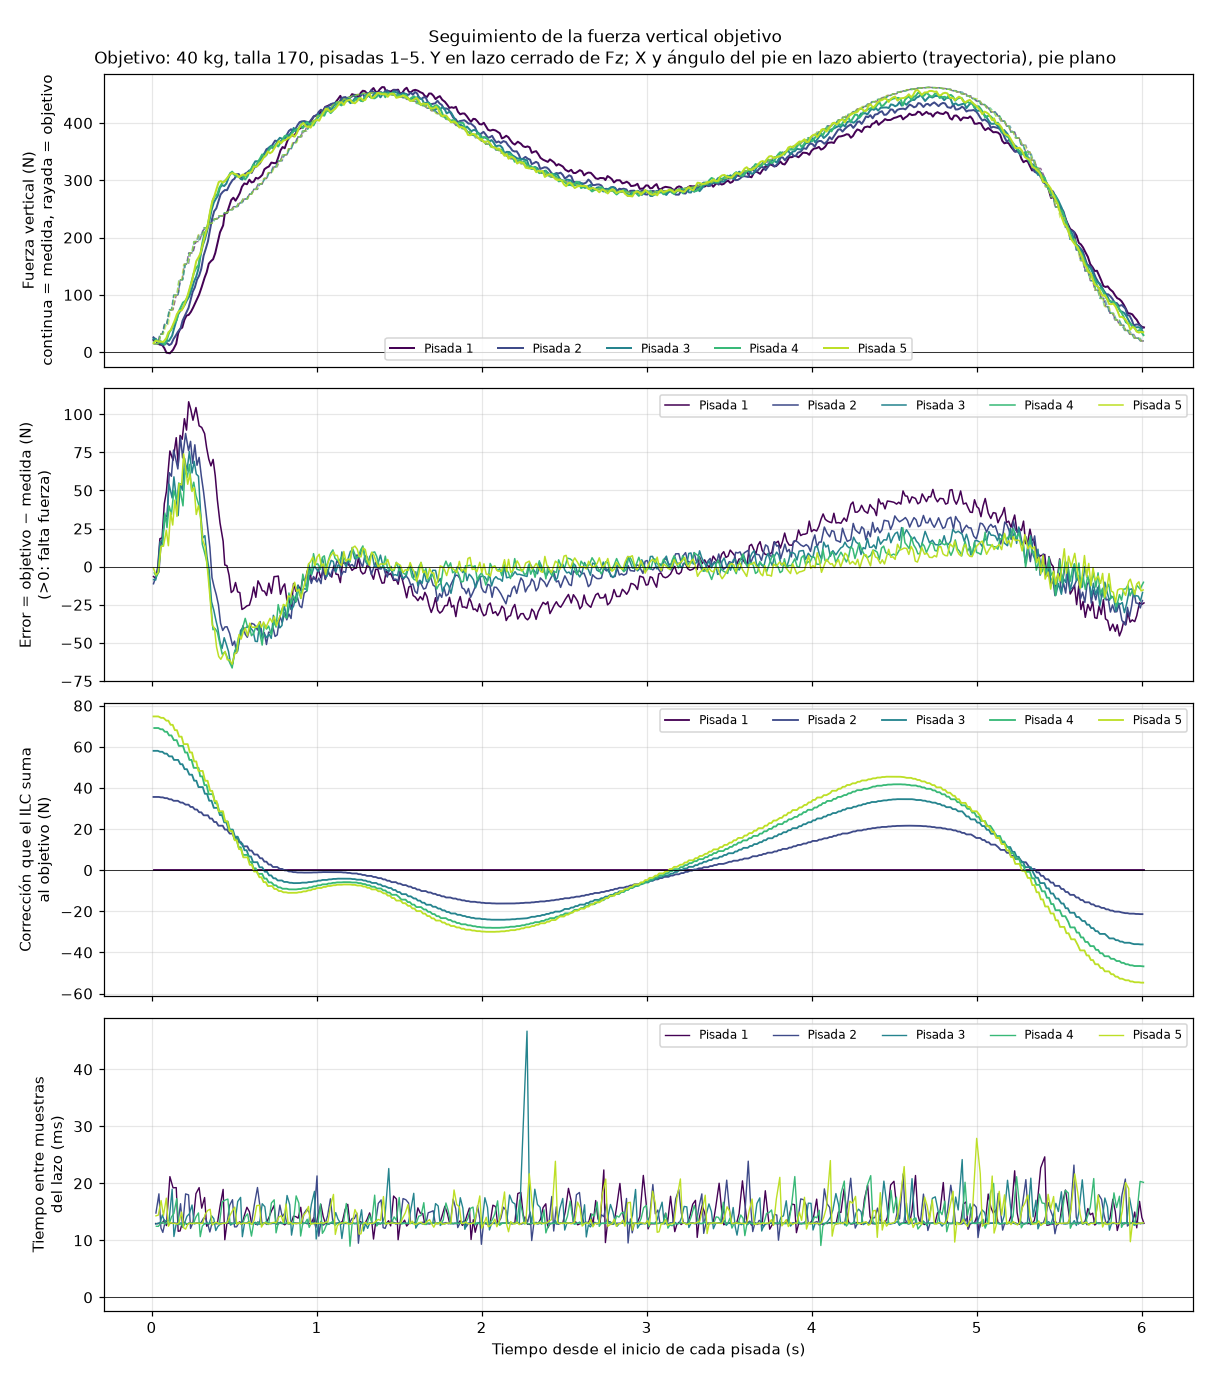 Seguimiento de la fuerza vertical objetivo
Objetivo: 40 kg, talla 170, pisadas 1–5. Y en lazo cerrado de Fz; X y ángulo del pie en lazo abierto (trayectoria), pie plano
Fuerza vertical (N)
continua = medida, rayada = objetivo
400
300
200
100
0
Pisada 1
Pisada 2
Pisada 3
Pisada 4
Pisada 5
Error = objetivo − medida (N)
(>0: falta fuerza)
100
75
50
25
0
−25
−50
−75
Pisada 1
Pisada 2
Pisada 3
Pisada 4
Pisada 5
Corrección que el ILC suma
al objetivo (N)
80
60
40
20
0
−20
−40
−60
Pisada 1
Pisada 2
Pisada 3
Pisada 4
Pisada 5
Tiempo entre muestras
del lazo (ms)
40
30
20
10
0
Pisada 1
Pisada 2
Pisada 3
Pisada 4
Pisada 5
0
1
2
3
4
5
6
Tiempo desde el inicio de cada pisada (s)